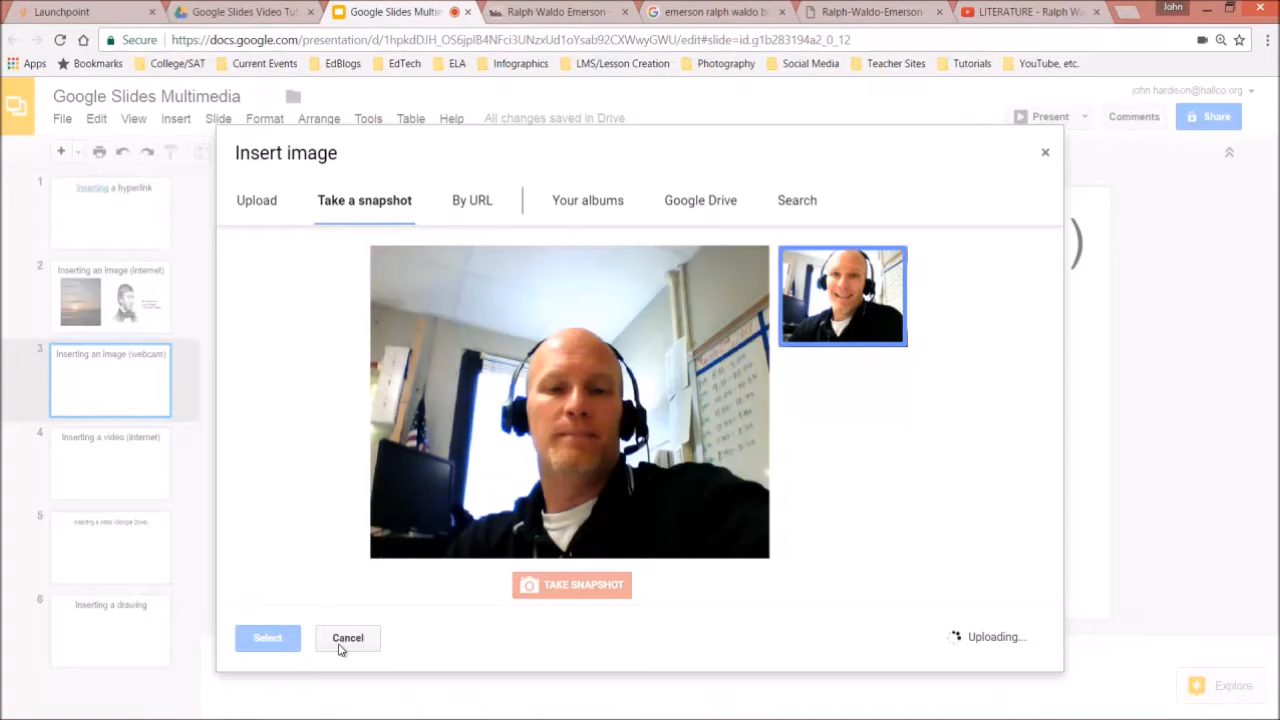 Launchpoint
Google Slides Video Tut
Google Slides Multime
Ralph Waldo Emerson -
emerson ralph waldo b
Ralph-Waldo-Emerson
LITERATURE - Ralph Wa
John
Secure
https://docs.google.com/presentation/d/1hpkdDJH_OS6jpIB4NFci3UNzxUd1oYsab92CXWwyGWU/edit#slide=id.g1b283194a2_0_12
Apps
Bookmarks
College/SAT
Current Events
EdBlogs
EdTech
ELA
Infographics
LMS/Lesson Creation
Photography
Social Media
Teacher Sites
Tutorials
YouTube, etc.
Google Slides Multimedia
john.hardison@hallco.org
File Edit View Insert Slide Format Arrange Tools Table Help
All changes saved in Drive
Present
Comments
Share
Insert image
Upload
Take a snapshot
By URL
Your albums
Google Drive
Search
1
Inserting a hyperlink
2
Inserting an image (internet)
3
Inserting an image (webcam)
4
Inserting a video (internet)
5
Inserting a video (Google Drive)
6
Inserting a drawing
)
TAKE SNAPSHOT
Select
Cancel
Uploading...
Explore